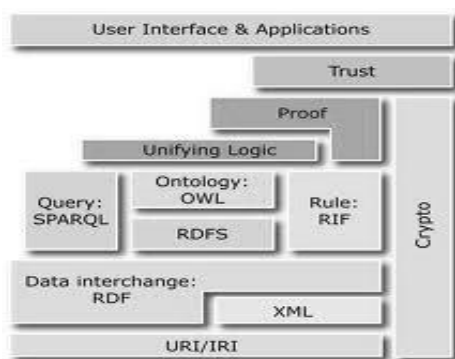 User Interface & Applications
Trust
Proof
Unifying Logic
Query:
SPARQL
Ontology:
OWL
RDFS
Rule:
RIF
Crypto
Data interchange:
RDF
XML
URI/IRI